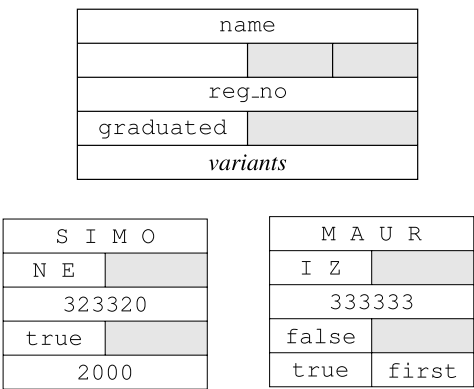 name
reg_no
graduated
variants
S I M O
N E
323320
true
2000
M A U R
I Z
333333
false
true first